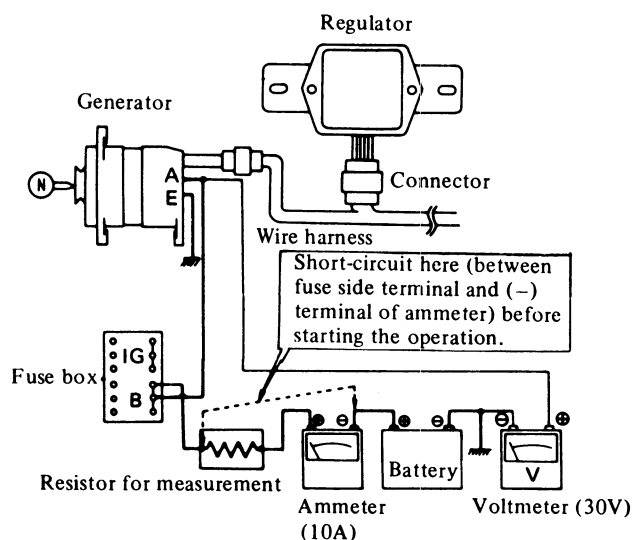 Regulator
Generator
N
A
E
Connector
Wire harness
Short-circuit here (between
fuse side terminal and (−)
terminal of ammeter) before
starting the operation.
IG
Fuse box
B
⊕ ⊖ ⊕ ⊖ ⊖ ⊕
Battery
V
Resistor for measurement
Ammeter
(10A)
Voltmeter (30V)